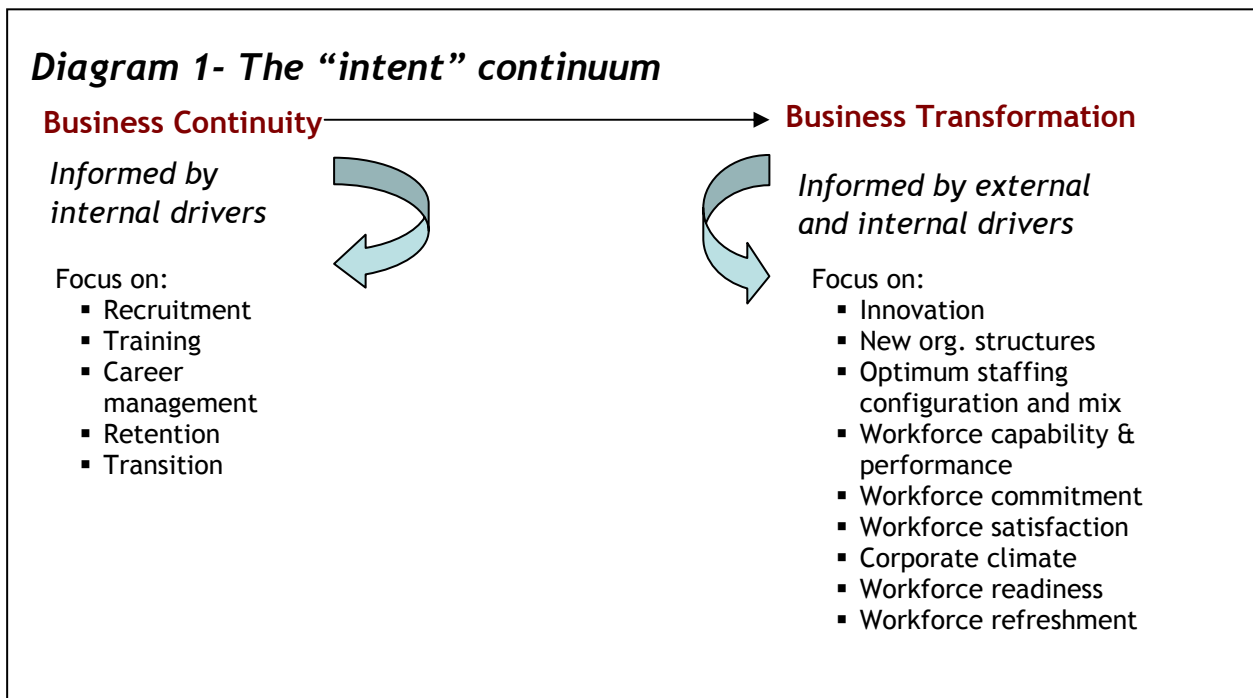 Diagram 1- The “intent” continuum
Business Continuity
Informed by
internal drivers
Focus on:
▪ Recruitment
▪ Training
▪ Career
management
▪ Retention
▪ Transition
Business Transformation
Informed by external
and internal drivers
Focus on:
▪ Innovation
▪ New org. structures
▪ Optimum staffing
configuration and mix
▪ Workforce capability &
performance
▪ Workforce commitment
▪ Workforce satisfaction
▪ Corporate climate
▪ Workforce readiness
▪ Workforce refreshment